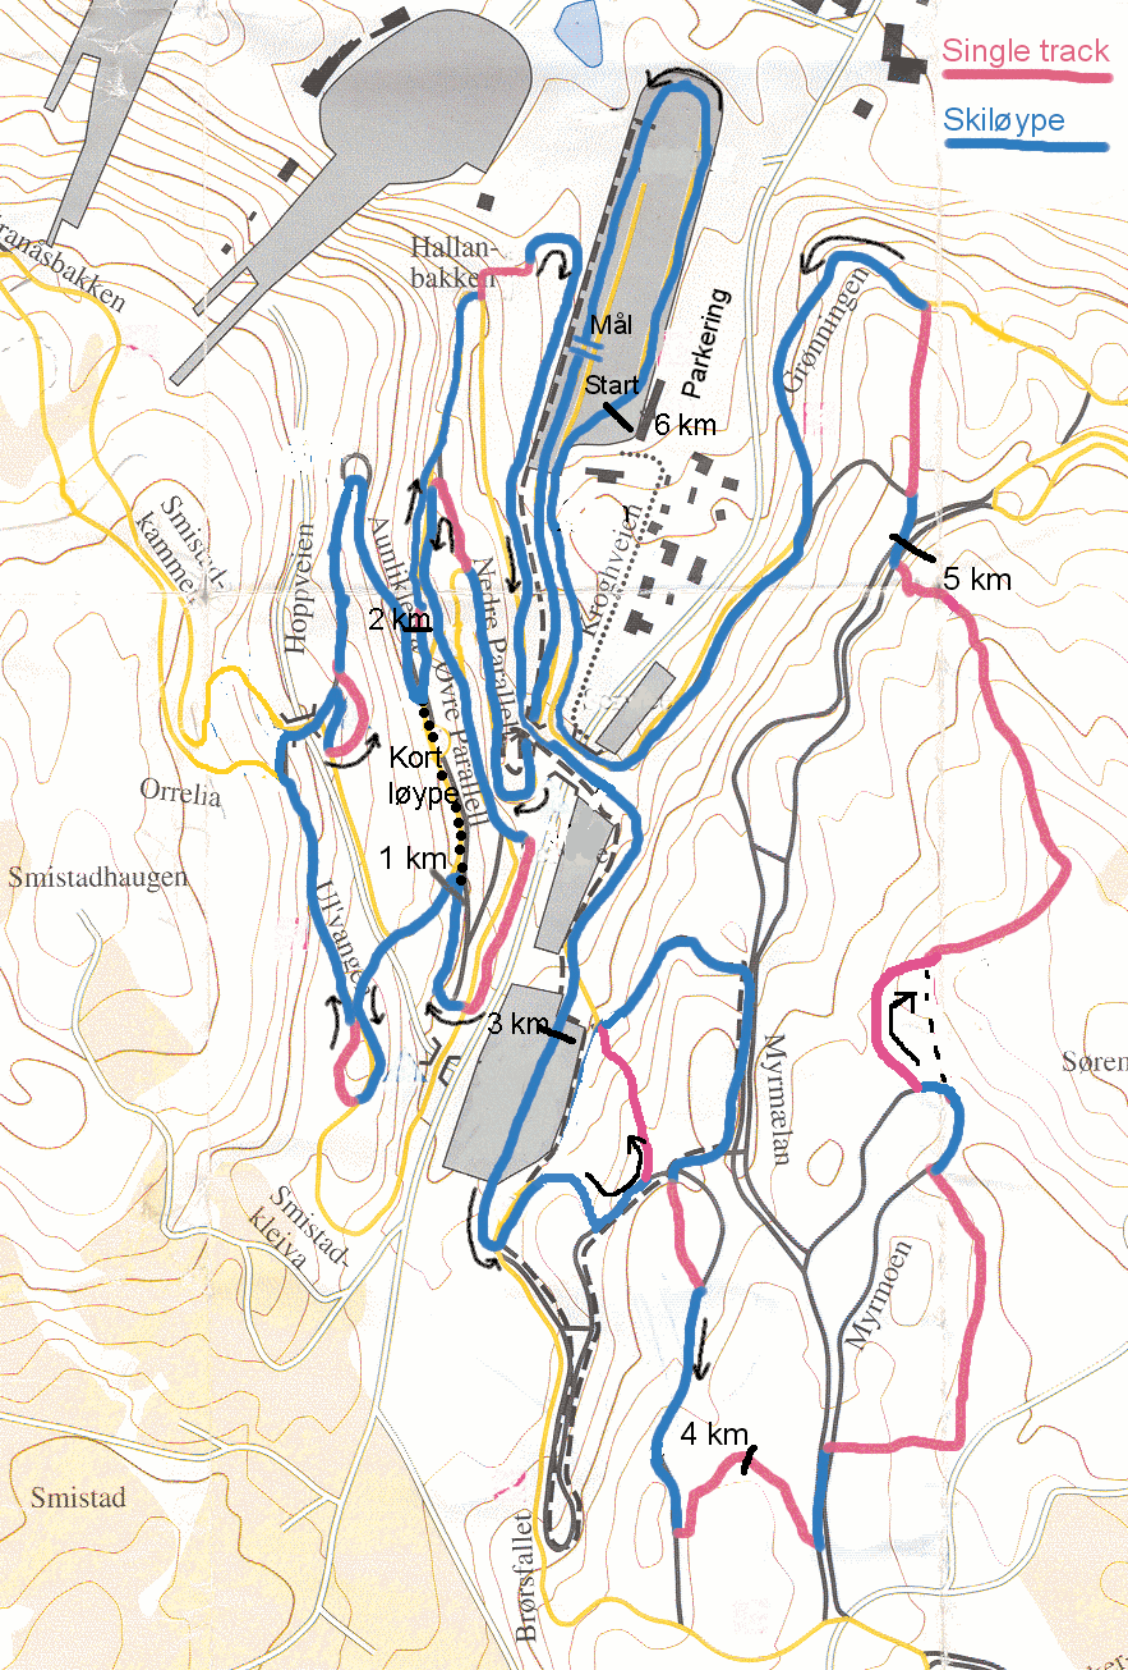 Single track
Skiløype
Hallan-
bakken
ranåsbakken
Grønningen
Mål
Start
Parkering
6 km
Smistad-
kammen
Hoppveien
Aunlikleiva
2 km
Nedre Parallell
Øvre Parallell
Kroghveien
5 km
Kort
løype
1 km
Orrelia
Smistadhaugen
Ulvangen
3 km
Myrmælan
Søren
Smistad-
kleiva
Myrmoen
4 km
Smistad
Brørsfallet